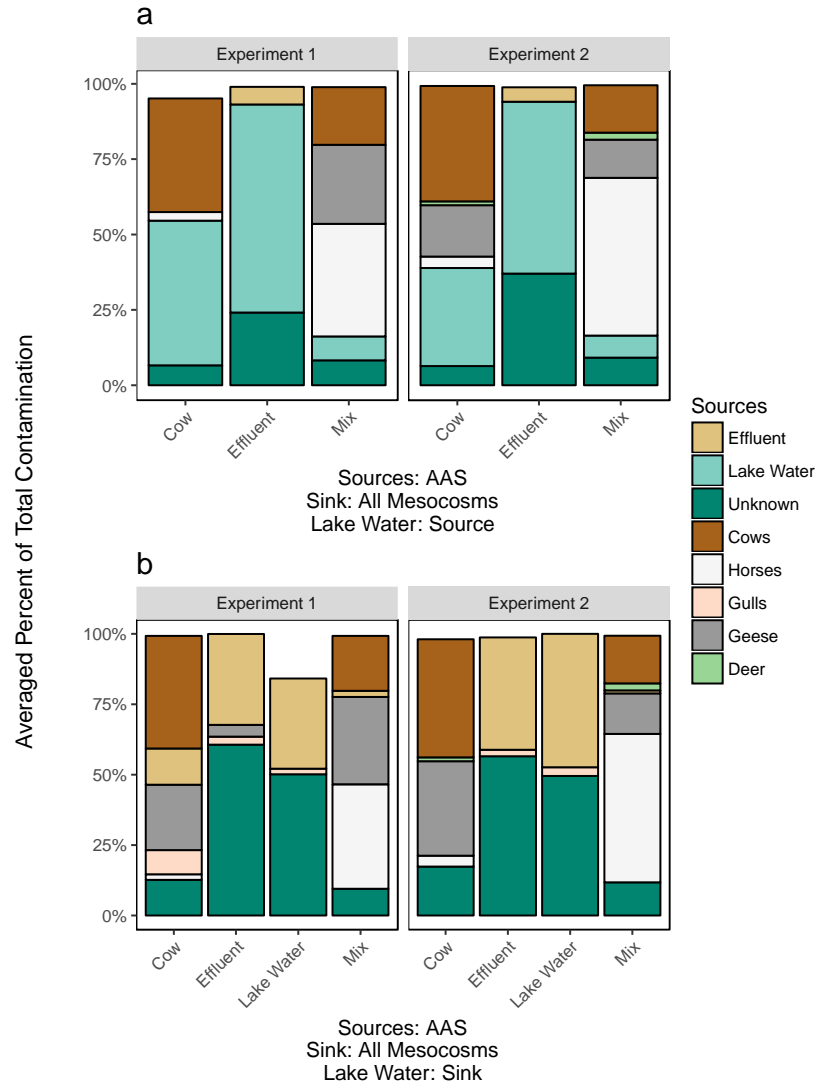 a
Experiment 1
Experiment 2
100%
75%
50%
25%
0%
Cow
Effluent
Mix
Cow
Effluent
Mix
Sources: AAS
Sink: All Mesocosms
Lake Water: Source
Averaged Percent of Total Contamination
Sources
Effluent
Lake Water
Unknown
Cows
Horses
Gulls
Geese
Deer
b
Experiment 1
Experiment 2
100%
75%
50%
25%
0%
Cow
Effluent
Lake Water
Mix
Cow
Effluent
Lake Water
Mix
Sources: AAS
Sink: All Mesocosms
Lake Water: Sink